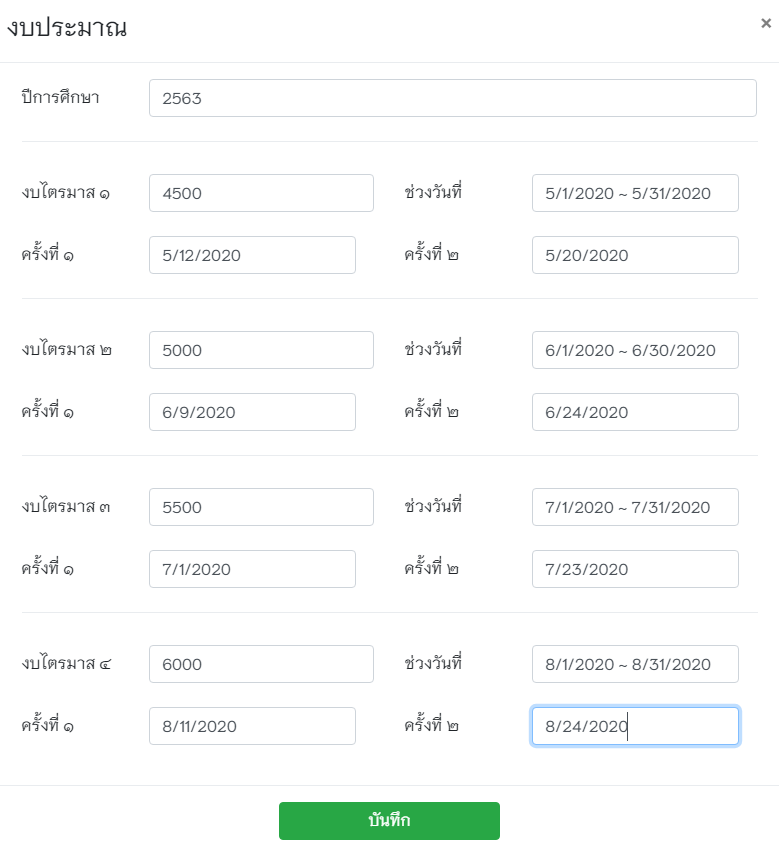 งบประมาณ ×
ปีการศึกษา 2563
งบไตรมาส ๑ 4500 ช่วงวันที่ 5/1/2020 ~ 5/31/2020
ครั้งที่ ๑ 5/12/2020 ครั้งที่ ๒ 5/20/2020
งบไตรมาส ๒ 5000 ช่วงวันที่ 6/1/2020 ~ 6/30/2020
ครั้งที่ ๑ 6/9/2020 ครั้งที่ ๒ 6/24/2020
งบไตรมาส ๓ 5500 ช่วงวันที่ 7/1/2020 ~ 7/31/2020
ครั้งที่ ๑ 7/1/2020 ครั้งที่ ๒ 7/23/2020
งบไตรมาส ๔ 6000 ช่วงวันที่ 8/1/2020 ~ 8/31/2020
ครั้งที่ ๑ 8/11/2020 ครั้งที่ ๒ 8/24/2020
บันทึก